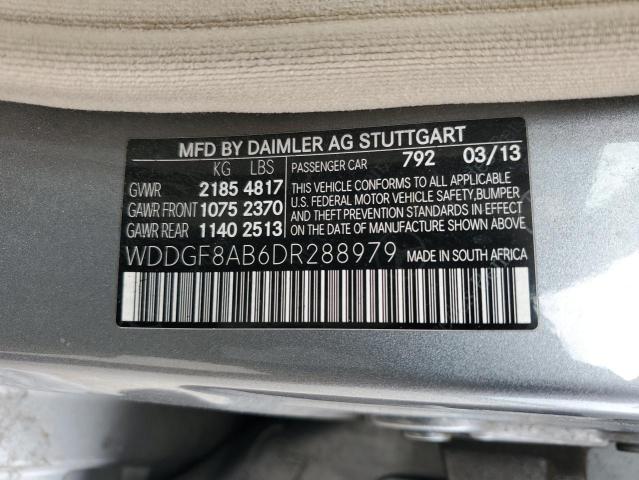 MFD BY DAIMLER AG STUTTGART
KG LBS PASSENGER CAR 792 03/13
GVWR 2185 4817
GAWR FRONT 1075 2370
GAWR REAR 1140 2513
THIS VEHICLE CONFORMS TO ALL APPLICABLE
U.S. FEDERAL MOTOR VEHICLE SAFETY, BUMPER
AND THEFT PREVENTION STANDARDS IN EFFECT
ON THE DATE OF MANUFACTURE SHOWN ABOVE.
WDDGF8AB6DR288979 MADE IN SOUTH AFRICA